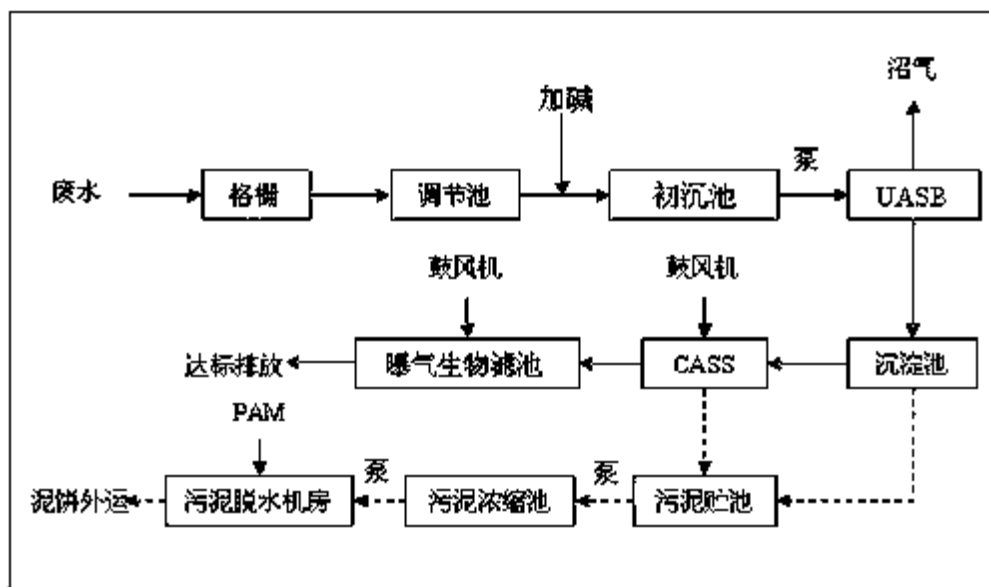 沼气
加碱
泵
废水
格栅
调节池
初沉池
UASB
鼓风机
鼓风机
达标排放
曝气生物滤池
CASS
沉淀池
PAM
泵
泵
泥饼外运
污泥脱水机房
污泥浓缩池
污泥贮池